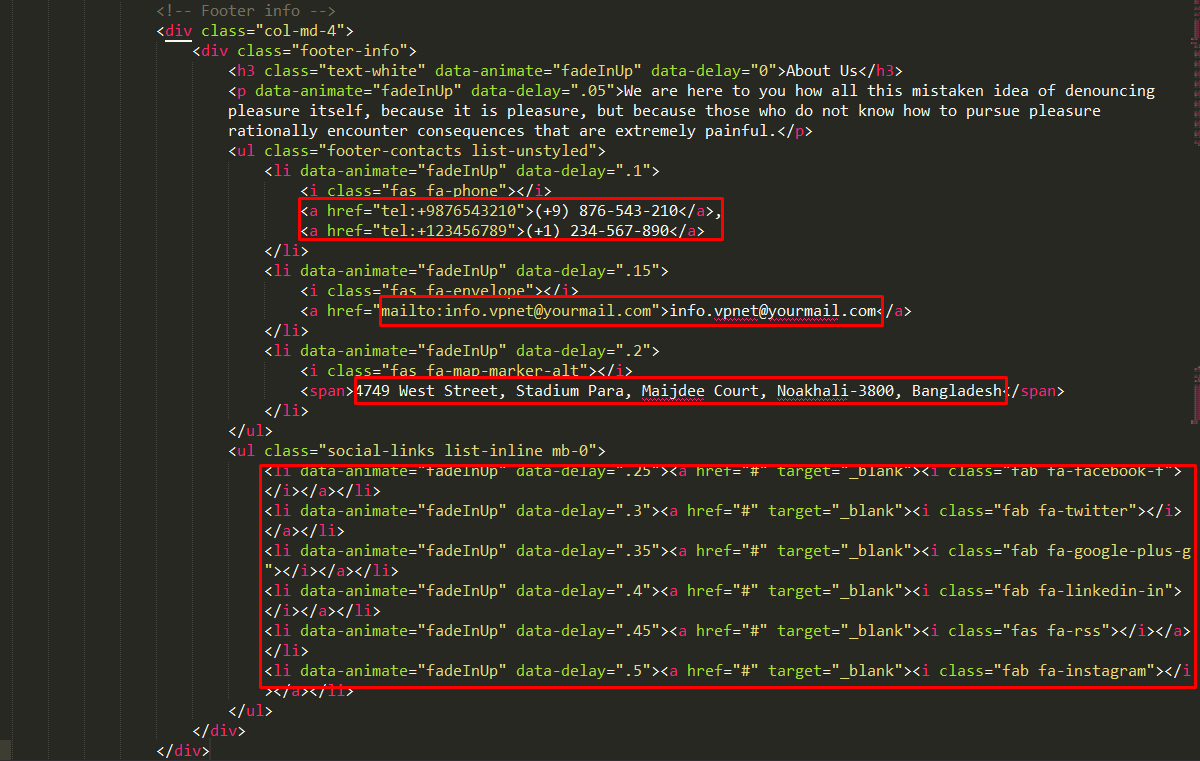 <!-- Footer info -->
<div class="col-md-4">
<div class="footer-info">
<h3 class="text-white" data-animate="fadeInUp" data-delay="0">About Us</h3>
<p data-animate="fadeInUp" data-delay=".05">We are here to you how all this mistaken idea of denouncing
pleasure itself, because it is pleasure, but because those who do not know how to pursue pleasure
rationally encounter consequences that are extremely painful.</p>
<ul class="footer-contacts list-unstyled">
<li data-animate="fadeInUp" data-delay=".1">
<i class="fas fa-phone"></i>
<a href="tel:+9876543210">(+9) 876-543-210</a>,
<a href="tel:+123456789">(+1) 234-567-890</a>
</li>
<li data-animate="fadeInUp" data-delay=".15">
<i class="fas fa-envelope"></i>
<a href="mailto:info.vpnet@yourmail.com">info.vpnet@yourmail.com</a>
</li>
<li data-animate="fadeInUp" data-delay=".2">
<i class="fas fa-map-marker-alt"></i>
<span>4749 West Street, Stadium Para, Maijdee Court, Noakhali-3800, Bangladesh</span>
</li>
</ul>
<ul class="social-links list-inline mb-0">
<li data-animate="fadeInUp" data-delay=".25"><a href="#" target="_blank"><i class="fab fa-facebook-f">
</i></a></li>
<li data-animate="fadeInUp" data-delay=".3"><a href="#" target="_blank"><i class="fab fa-twitter"></i>
</a></li>
<li data-animate="fadeInUp" data-delay=".35"><a href="#" target="_blank"><i class="fab fa-google-plus-g
"></i></a></li>
<li data-animate="fadeInUp" data-delay=".4"><a href="#" target="_blank"><i class="fab fa-linkedin-in">
</i></a></li>
<li data-animate="fadeInUp" data-delay=".45"><a href="#" target="_blank"><i class="fas fa-rss"></i></a>
</li>
<li data-animate="fadeInUp" data-delay=".5"><a href="#" target="_blank"><i class="fab fa-instagram"></i
></a></li>
</ul>
</div>
</div>